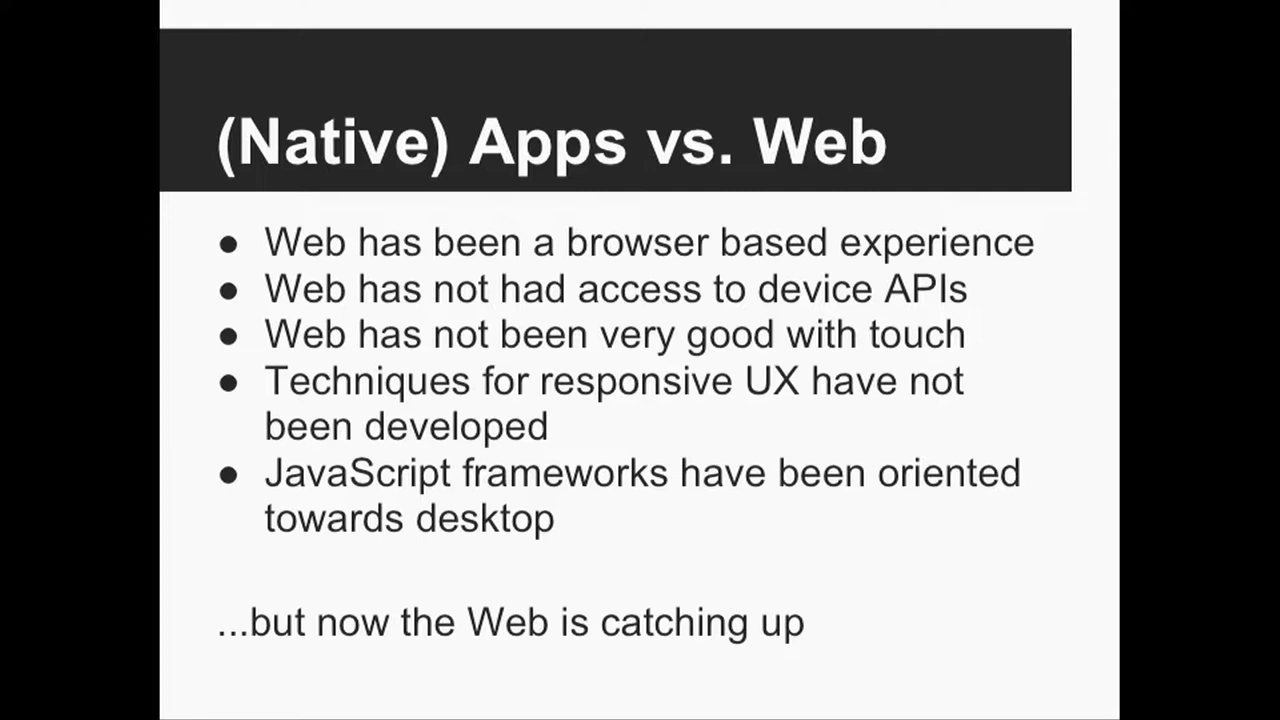 (Native) Apps vs. Web
● Web has been a browser based experience
● Web has not had access to device APIs
● Web has not been very good with touch
● Techniques for responsive UX have not
been developed
● JavaScript frameworks have been oriented
towards desktop
...but now the Web is catching up